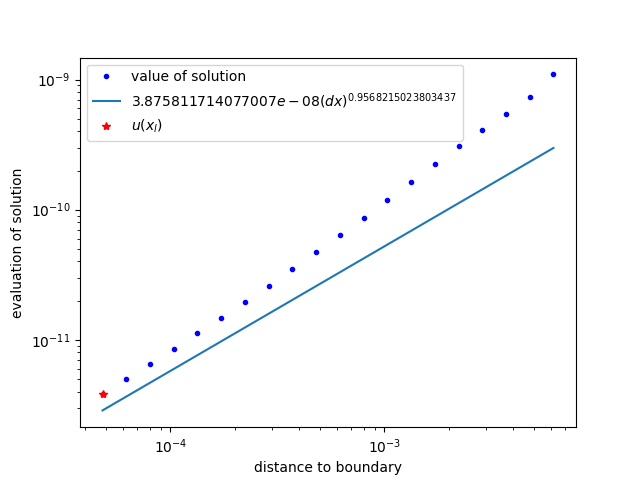 value of solution
3.875811714077007e − 08(dx)^0.9568215023803437
u(x_l)
10^−9
10^−10
10^−11
evaluation of solution
10^−4 10^−3
distance to boundary